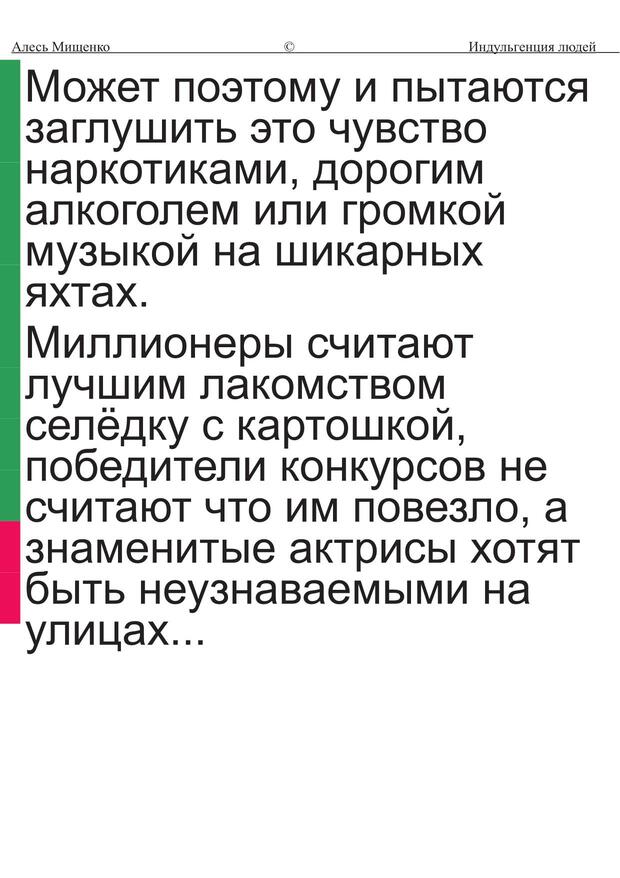 Алесь Мищенко © Индульгенция людей
Может поэтому и пытаются
заглушить это чувство
наркотиками, дорогим
алкоголем или громкой
музыкой на шикарных
яхтах.
Миллионеры считают
лучшим лакомством
селёдку с картошкой,
победители конкурсов не
считают что им повезло, а
знаменитые актрисы хотят
быть неузнаваемыми на
улицах...